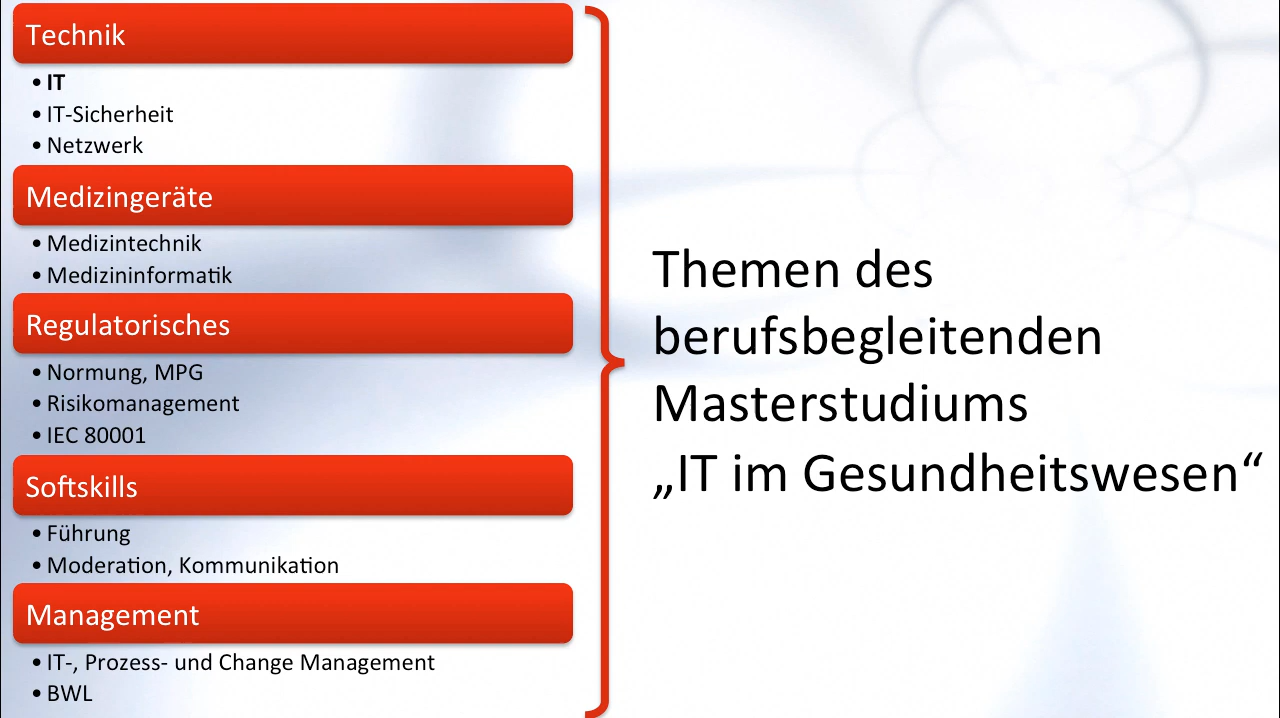 Technik
• IT
• IT-Sicherheit
• Netzwerk
Medizingeräte
• Medizintechnik
• Medizininformatik
Regulatorisches
• Normung, MPG
• Risikomanagement
• IEC 80001
Softskills
• Führung
• Moderation, Kommunikation
Management
• IT-, Prozess- und Change Management
• BWL
Themen des
berufsbegleitenden
Masterstudiums
„IT im Gesundheitswesen“